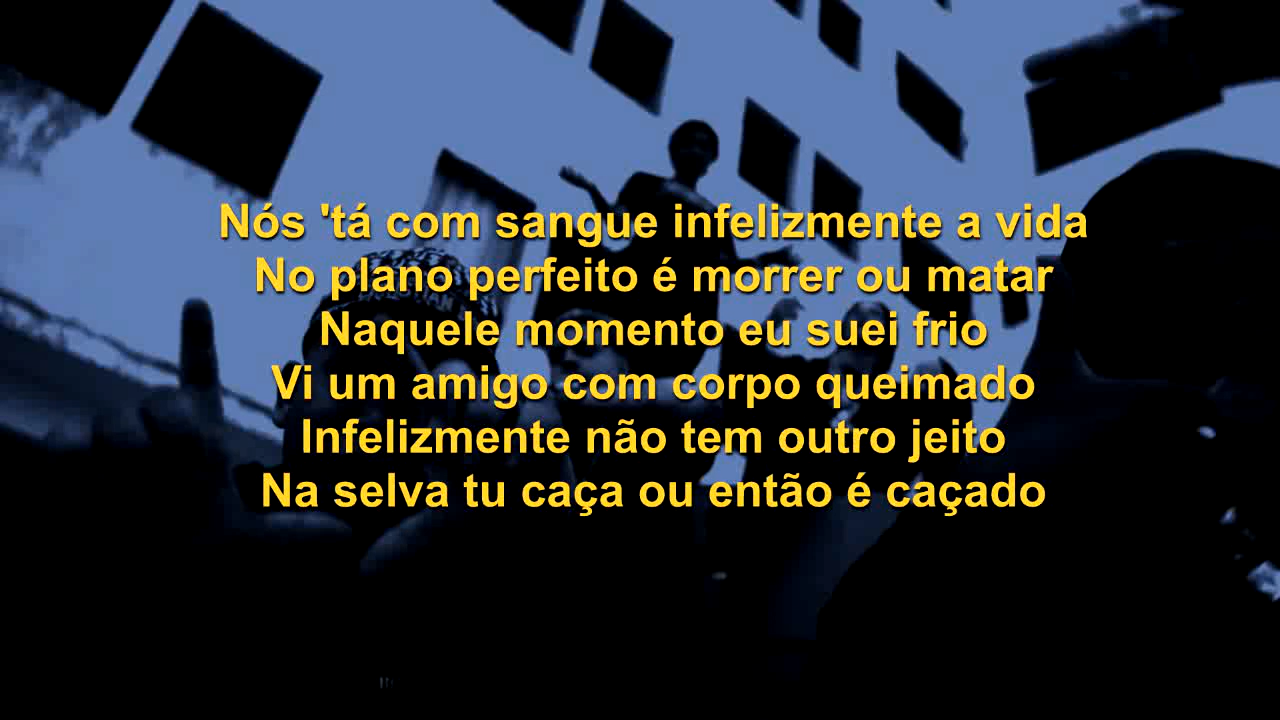 Nós 'tá com sangue infelizmente a vida
No plano perfeito é morrer ou matar
Naquele momento eu suei frio
Vi um amigo com corpo queimado
Infelizmente não tem outro jeito
Na selva tu caça ou então é caçado